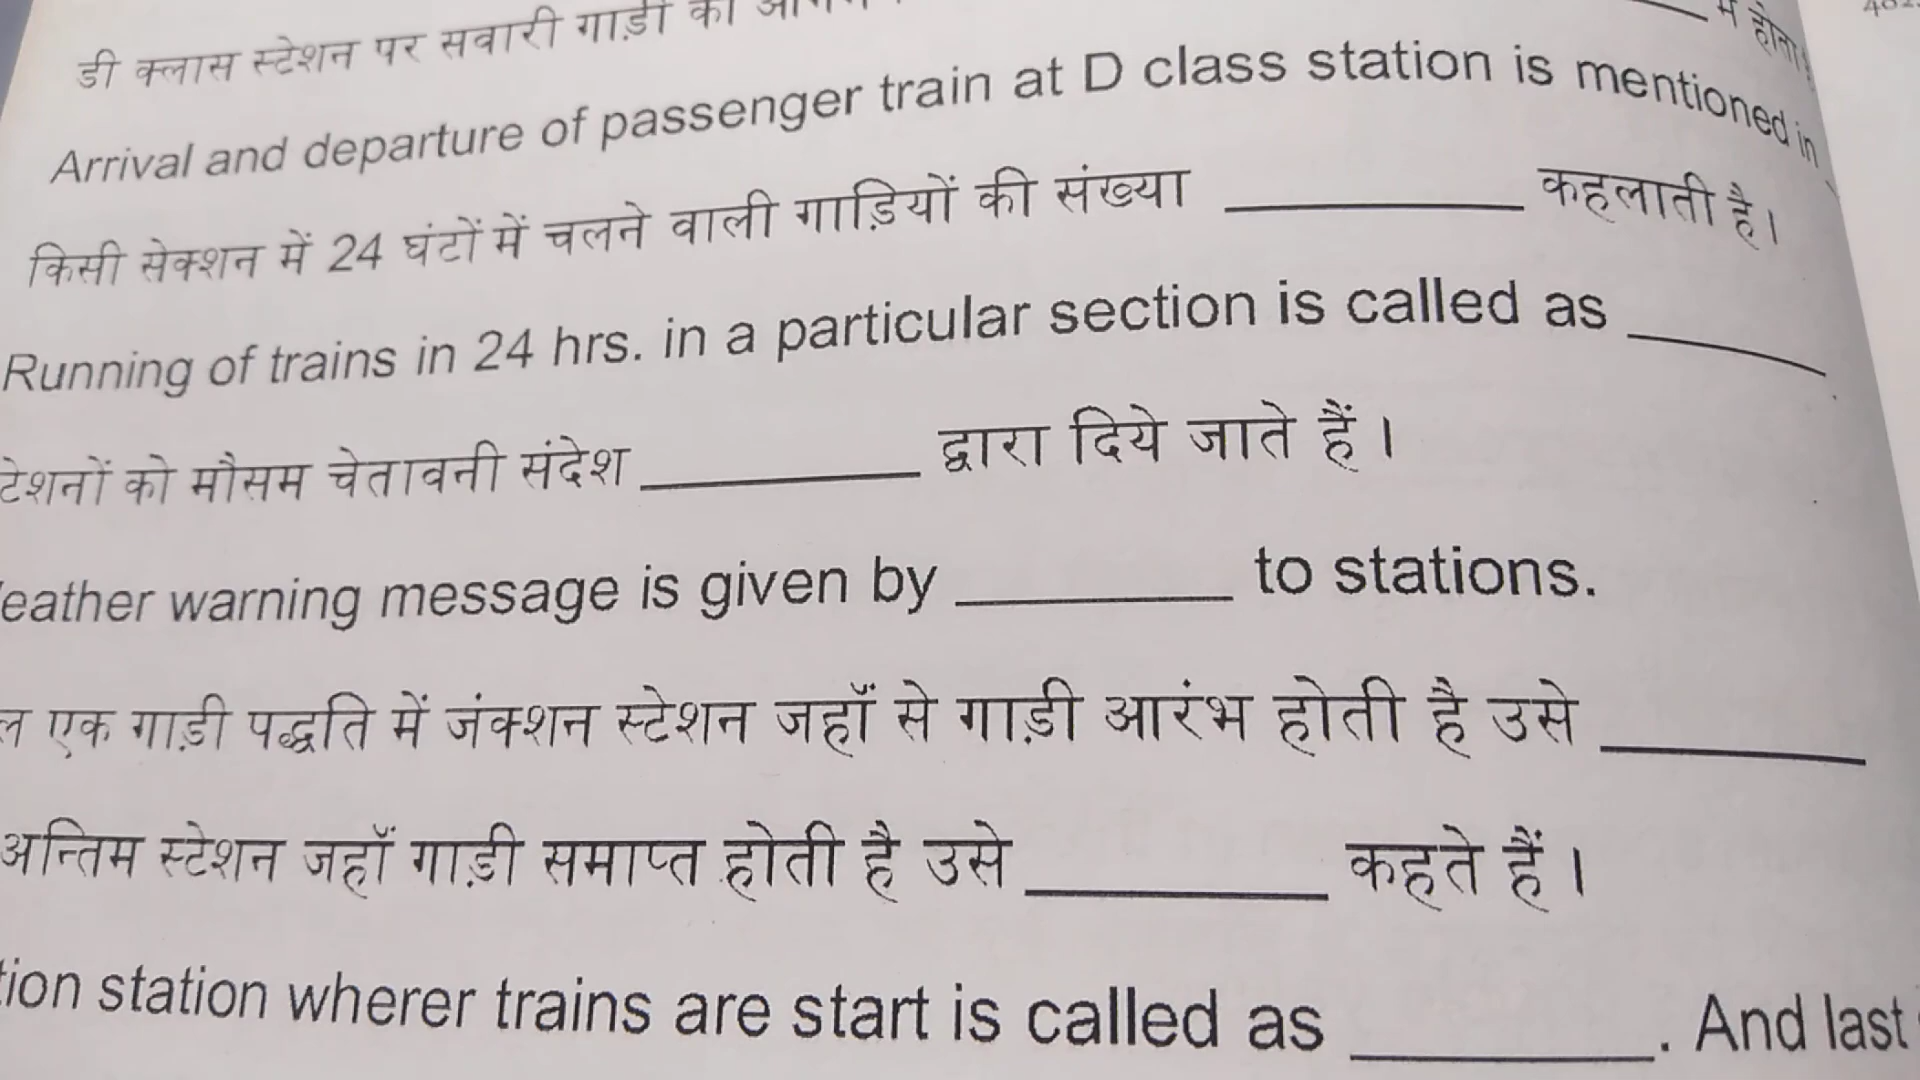 डी क्लास स्टेशन पर सवारी गाड़ी का
में होता
Arrival and departure of passenger train at D class station is mentioned in
किसी सेक्शन में 24 घंटों में चलने वाली गाड़ियों की संख्या __________ कहलाती है।
Running of trains in 24 hrs. in a particular section is called as __________
टेशनों को मौसम चेतावनी संदेश __________ द्वारा दिये जाते हैं।
eather warning message is given by __________ to stations.
ल एक गाड़ी पद्धति में जंक्शन स्टेशन जहाँ से गाड़ी आरंभ होती है उसे __________
अन्तिम स्टेशन जहाँ गाड़ी समाप्त होती है उसे __________ कहते हैं।
tion station wherer trains are start is called as __________. And last